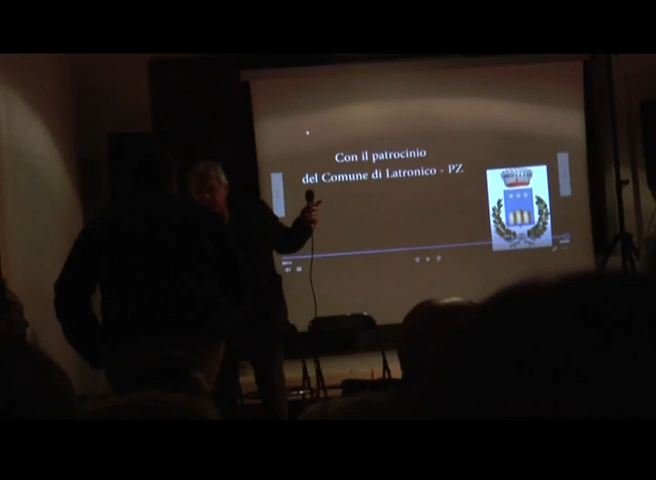 Con il patrocinio
del Comune di Latronico - PZ